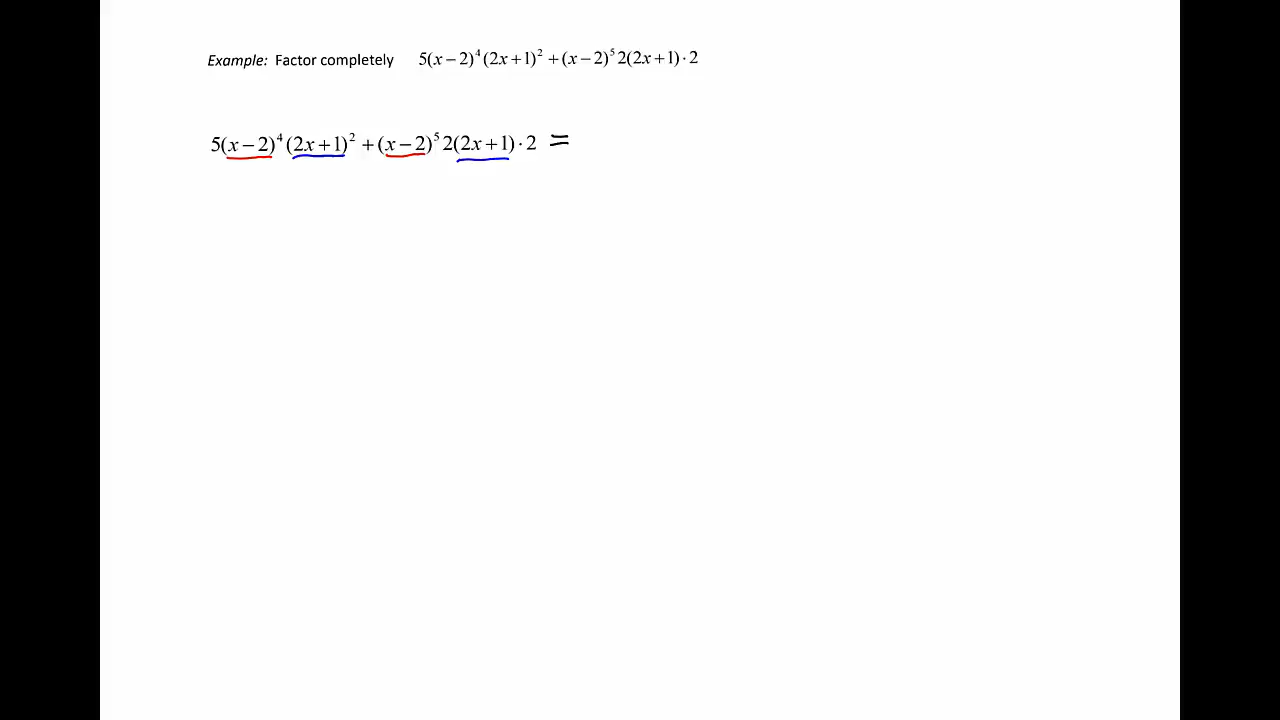 Example: Factor completely 5(x−2)⁴(2x+1)²+(x−2)⁵2(2x+1)·2
5(x−2)⁴(2x+1)²+(x−2)⁵2(2x+1)·2 =